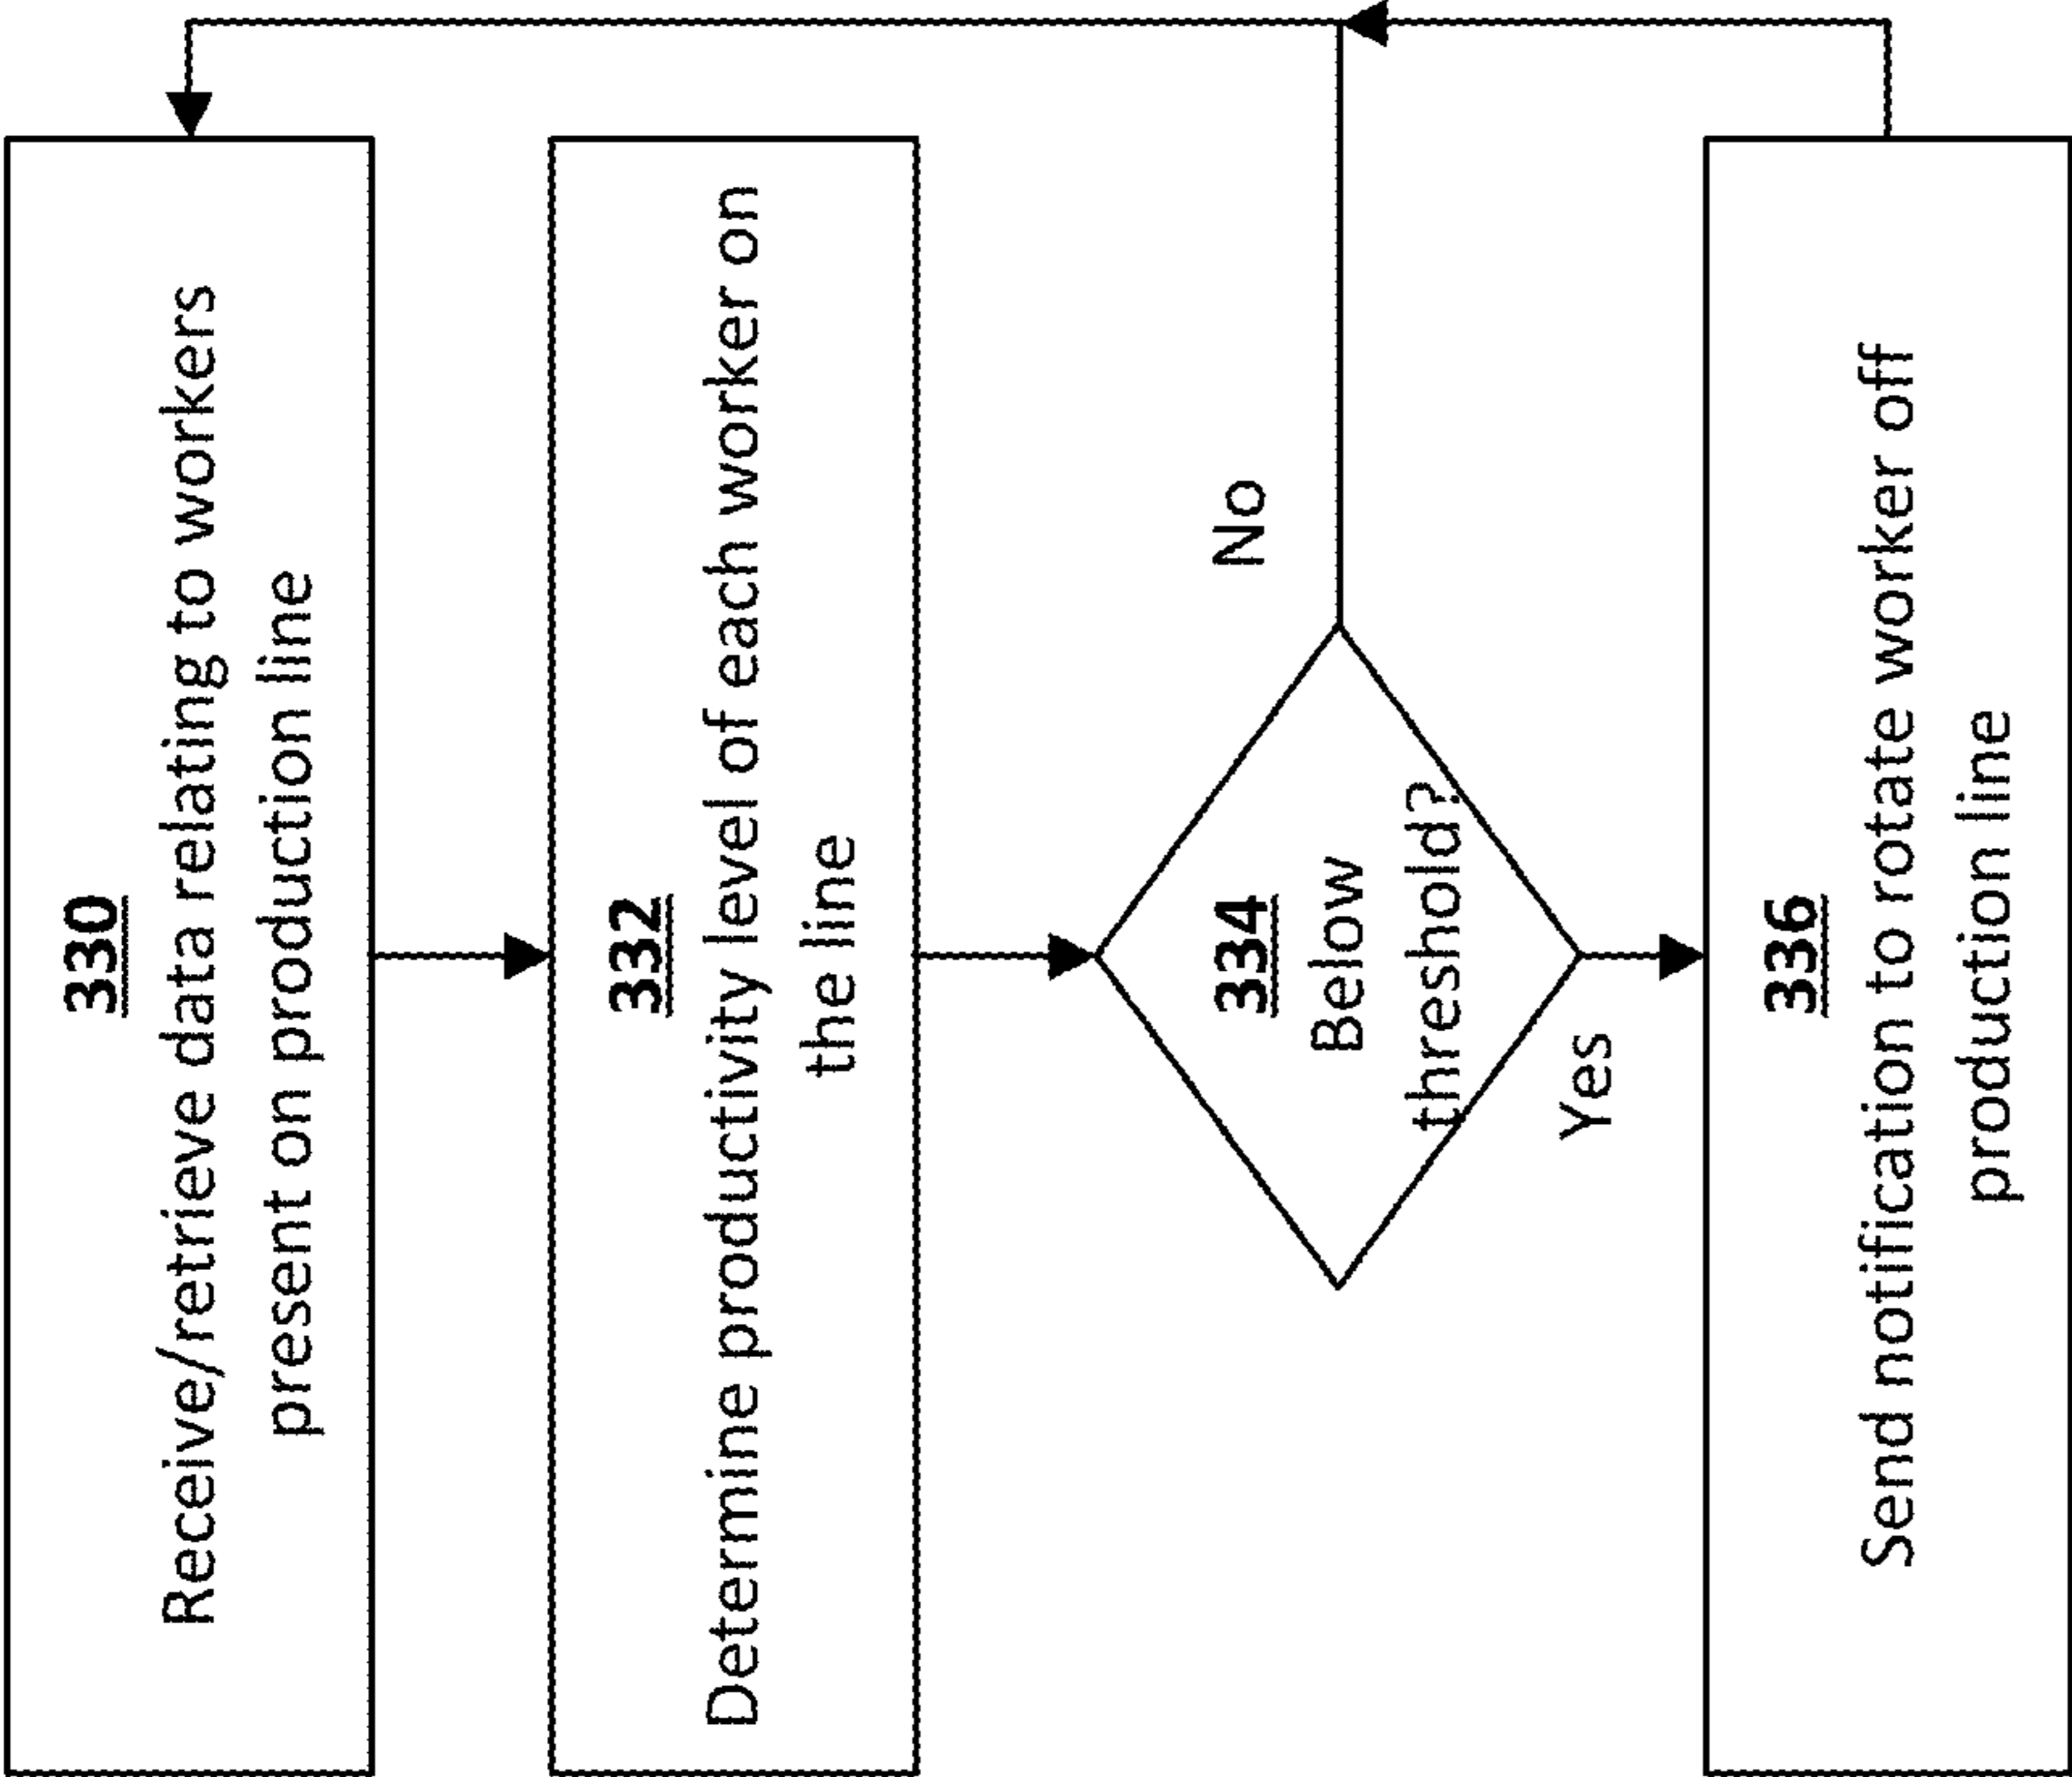 330
Receive/retrieve data relating to workers
present on production line
332
Determine productivity level of each worker on
the line
334
Below
threshold?
No
Yes
336
Send notification to rotate worker off
production line